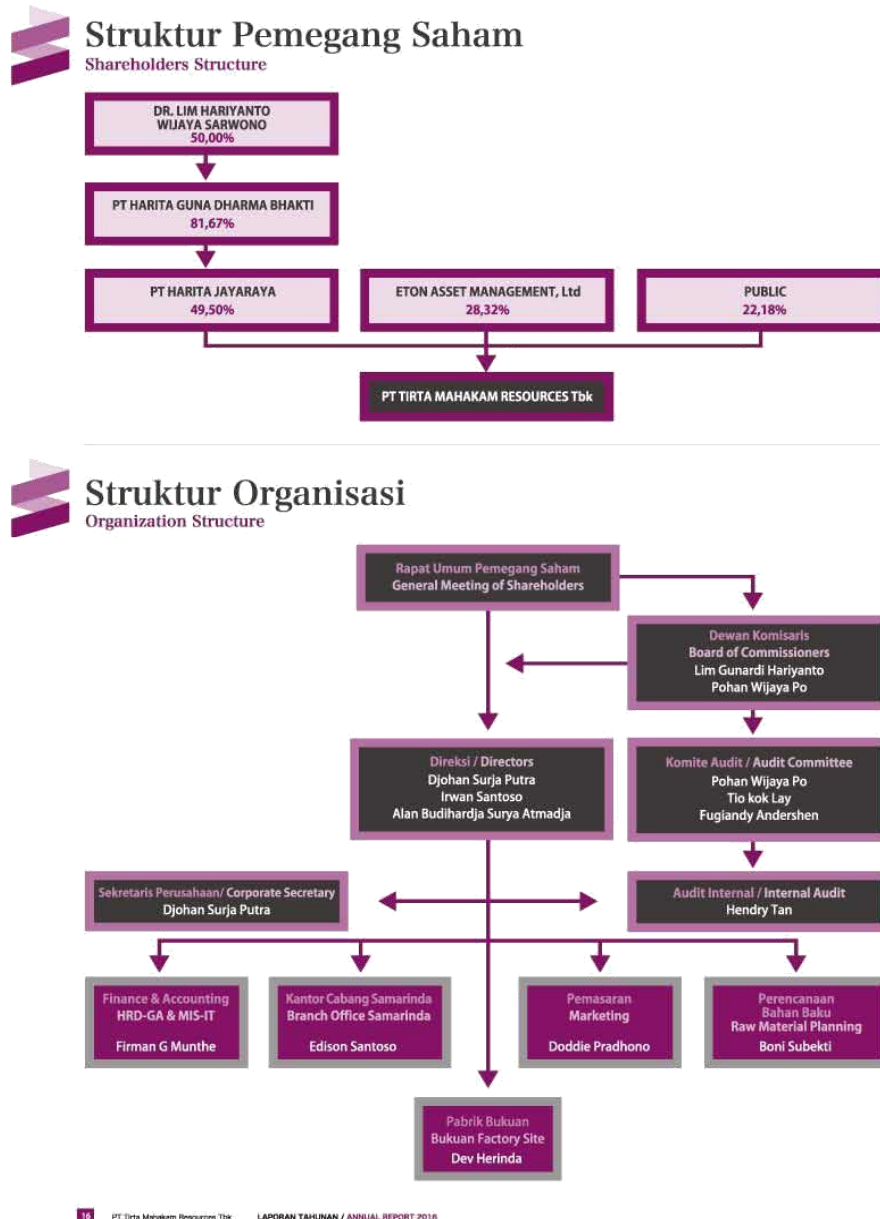 Struktur Pemegang Saham
Shareholders Structure
DR. LIM HARIYANTO
WIJAYA SARWONO
50,00%
PT HARITA GUNA DHARMA BHAKTI
81,67%
PT HARITA JAYARAYA
49,50%
ETON ASSET MANAGEMENT, Ltd
28,32%
PUBLIC
22,18%
PT TIRTA MAHAKAM RESOURCES Tbk
Struktur Organisasi
Organization Structure
Rapat Umum Pemegang Saham
General Meeting of Shareholders
Dewan Komisaris
Board of Commissioners
Lim Gunardi Hariyanto
Pohan Wijaya Po
Direksi / Directors
Djohan Surja Putra
Irwan Santoso
Alan Budihardja Surya Atmadja
Komite Audit / Audit Committee
Pohan Wijaya Po
Tio kok Lay
Fugiandy Andershen
Sekretaris Perusahaan/ Corporate Secretary
Djohan Surja Putra
Audit Internal / Internal Audit
Hendry Tan
Finance & Accounting
HRD-GA & MIS-IT
Firman G Munthe
Kantor Cabang Samarinda
Branch Office Samarinda
Edison Santoso
Pemasaran
Marketing
Doddie Pradhono
Perencanaan
Bahan Baku
Raw Material Planning
Boni Subekti
Pabrik Bukuan
Bukuan Factory Site
Dev Herinda
16 PT Tirta Mahakam Resources Tbk LAPORAN TAHUNAN / ANNUAL REPORT 2016